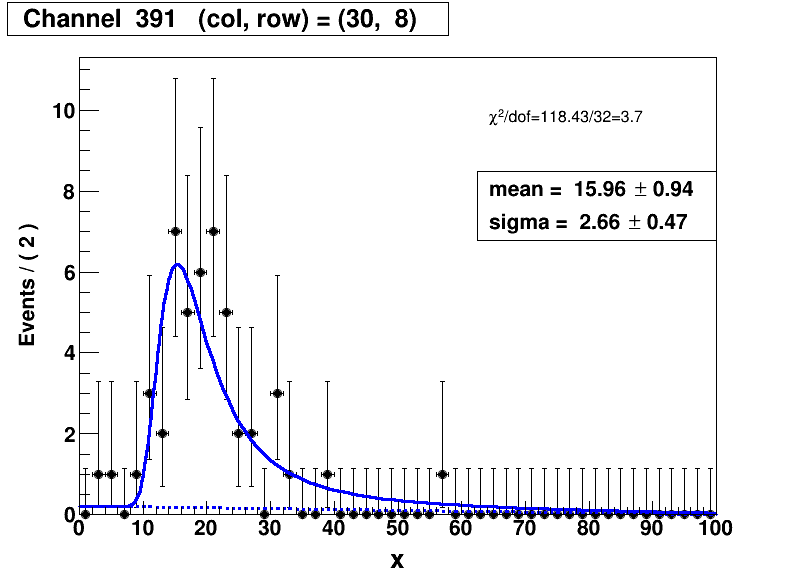 Channel 391 (col, row) = (30, 8)
χ²/dof=118.43/32=3.7
mean = 15.96 ± 0.94
sigma = 2.66 ± 0.47
Events / ( 2 )
10
8
6
4
2
0
0 10 20 30 40 50 60 70 80 90 100
x